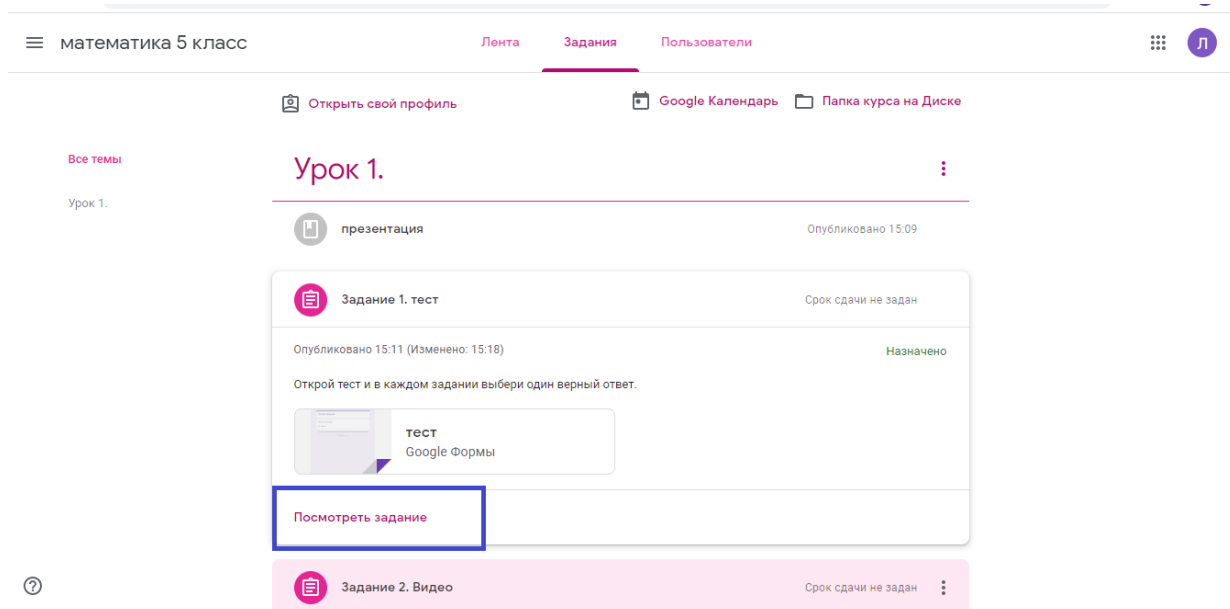 математика 5 класс
Лента Задания Пользователи
Л
Открыть свой профиль
Google Календарь Папка курса на Диске
Все темы
Урок 1.
Урок 1.
презентация Опубликовано 15:09
Задание 1. тест Срок сдачи не задан
Опубликовано 15:11 (Изменено: 15:18) Назначено
Открой тест и в каждом задании выбери один верный ответ.
тест
Google Формы
Посмотреть задание
Задание 2. Видео Срок сдачи не задан